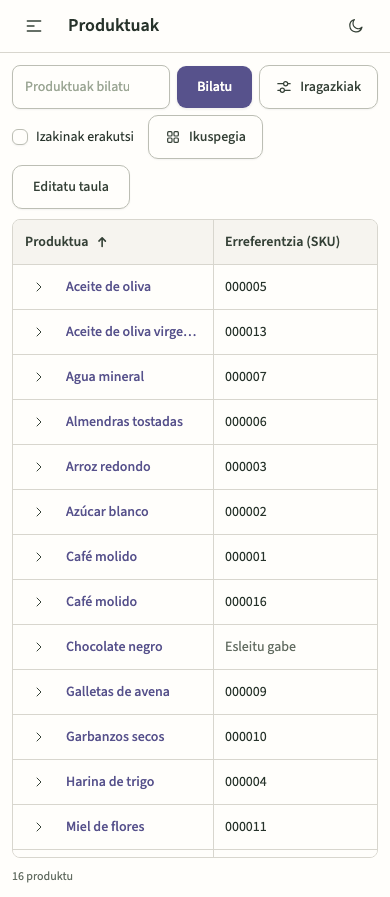 Produktuak
Produktuak bilatu
Bilatu
Iragazkiak
Izakinak erakutsi
Ikuspegia
Editatu taula
Produktua Erreferentzia (SKU)
Aceite de oliva 000005
Aceite de oliva virge... 000013
Agua mineral 000007
Almendras tostadas 000006
Arroz redondo 000003
Azúcar blanco 000002
Café molido 000001
Café molido 000016
Chocolate negro Esleitu gabe
Galletas de avena 000009
Garbanzos secos 000010
Harina de trigo 000004
Miel de flores 000011
16 produktu